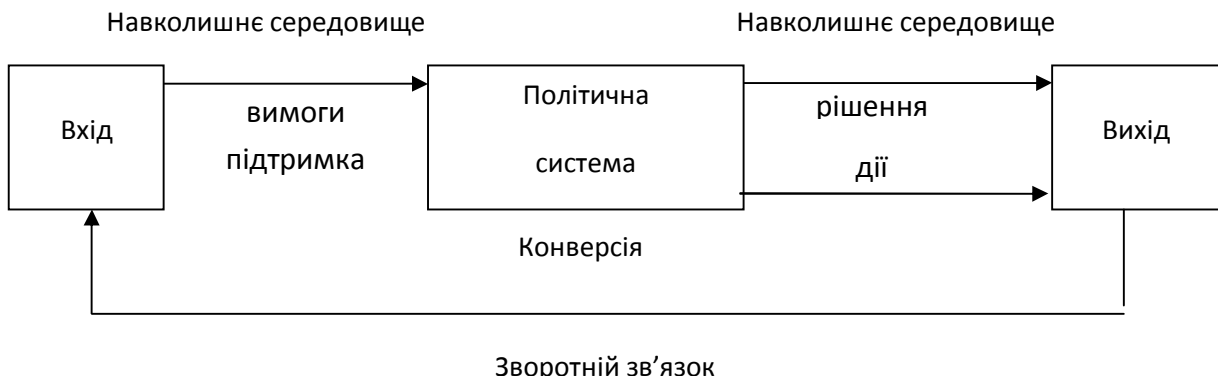 Навколишнє середовище
Навколишнє середовище
Вхід
вимоги
підтримка
Політична
система
рішення
дії
Вихід
Конверсія
Зворотній зв’язок